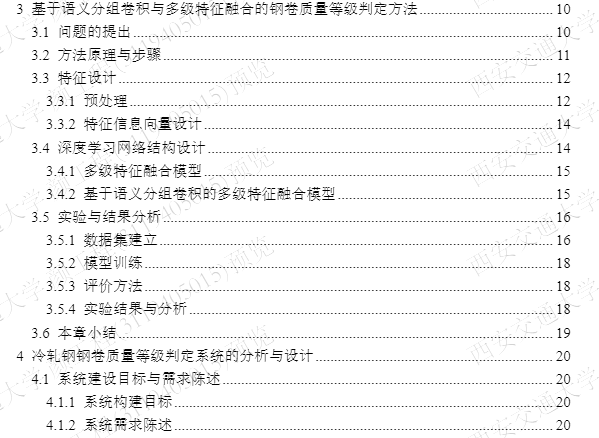 3 基于语义分组卷积与多级特征融合的钢卷质量等级判定方法 10
3.1 问题的提出 10
3.2 方法原理与步骤 11
3.3 特征设计 12
3.3.1 预处理 12
3.3.2 特征信息向量设计 14
3.4 深度学习网络结构设计 14
3.4.1 多级特征融合模型 15
3.4.2 基于语义分组卷积的多级特征融合模型 15
3.5 实验与结果分析 16
3.5.1 数据集建立 16
3.5.2 模型训练 18
3.5.3 评价方法 18
3.5.4 实验结果与分析 18
3.6 本章小结 19
4 冷轧钢钢卷质量等级判定系统的分析与设计 20
4.1 系统建设目标与需求陈述 20
4.1.1 系统构建目标 20
4.1.2 系统需求陈述 20